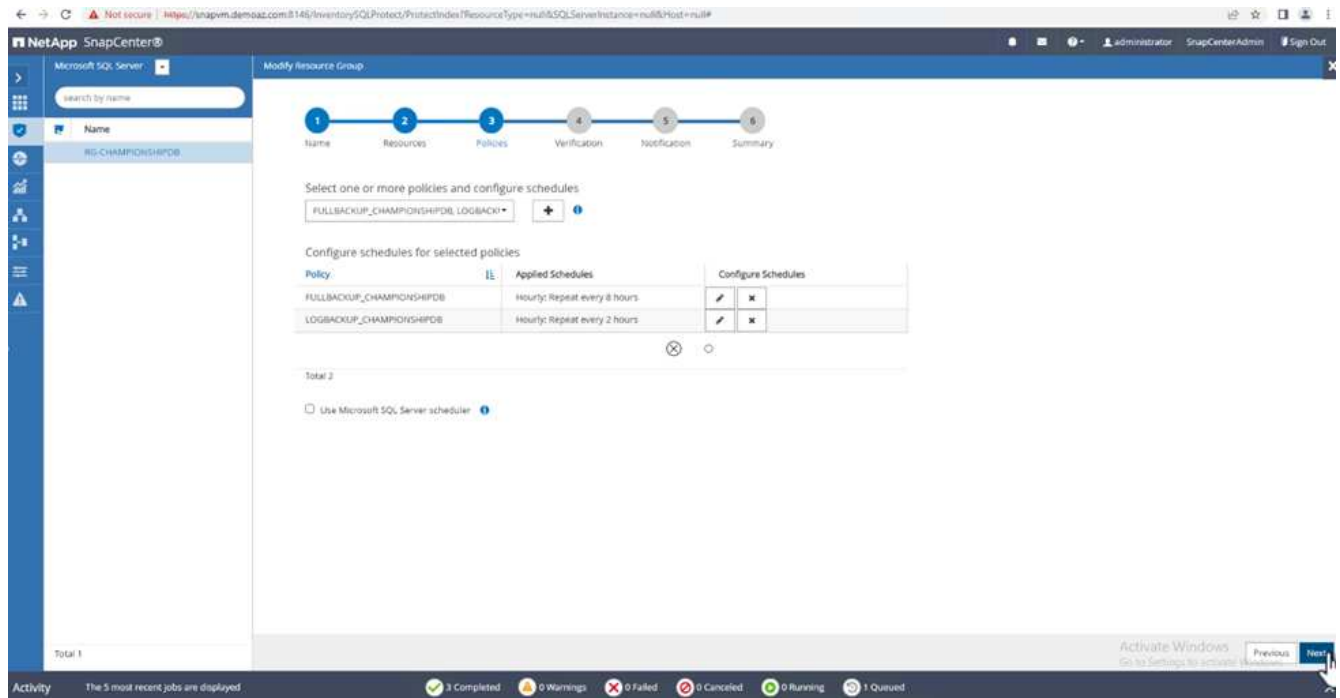 Not secure | https://snapvm.demoaz.com:8146/InventorySQLProtect/ProtectIndex?ResourceType=null&SQLServerInstance=null&Host=null#
NetApp SnapCenter®
administrator SnapCenterAdmin Sign Out
Microsoft SQL Server
Modify Resource Group
search by name
Name
RG-CHAMPIONSHIPDB
1 2 3 4 5 6
Name Resources Policies Verification Notification Summary
Select one or more policies and configure schedules
FULLBACKUP_CHAMPIONSHIPDB, LOGBACKU
Configure schedules for selected policies
Policy Applied Schedules Configure Schedules
FULLBACKUP_CHAMPIONSHIPDB Hourly: Repeat every 8 hours
LOGBACKUP_CHAMPIONSHIPDB Hourly: Repeat every 2 hours
Total 2
Use Microsoft SQL Server scheduler
Total 1
Activate Windows
Go to Settings to activate Windows.
Previous Next
Activity The 5 most recent jobs are displayed 3 Completed 0 Warnings 0 Failed 0 Canceled 0 Running 1 Queued